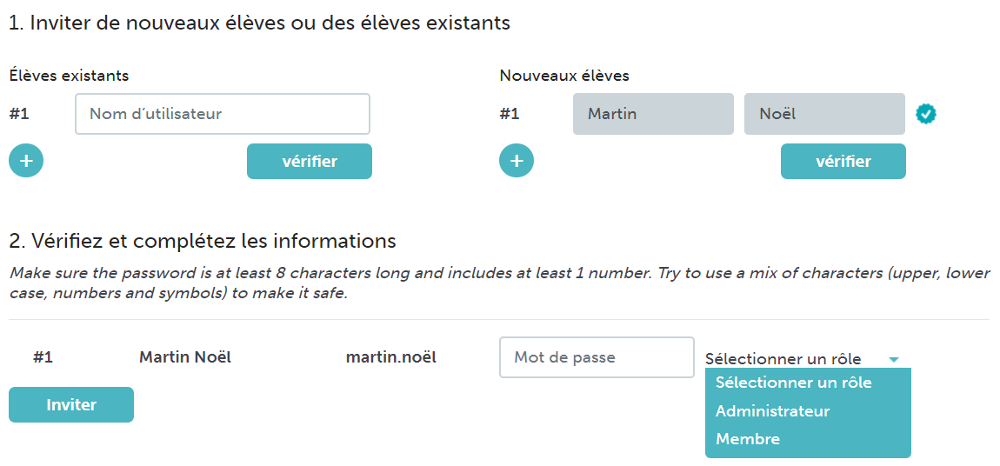 1. Inviter de nouveaux élèves ou des élèves existants
Élèves existants
#1 Nom d’utilisateur
+ vérifier
Nouveaux élèves
#1 Martin Noël
+ vérifier
2. Vérifiez et complétez les informations
Make sure the password is at least 8 characters long and includes at least 1 number. Try to use a mix of characters (upper, lower
case, numbers and symbols) to make it safe.
#1 Martin Noël martin.noël Mot de passe Sélectionner un rôle
Sélectionner un rôle
Administrateur
Membre
Inviter